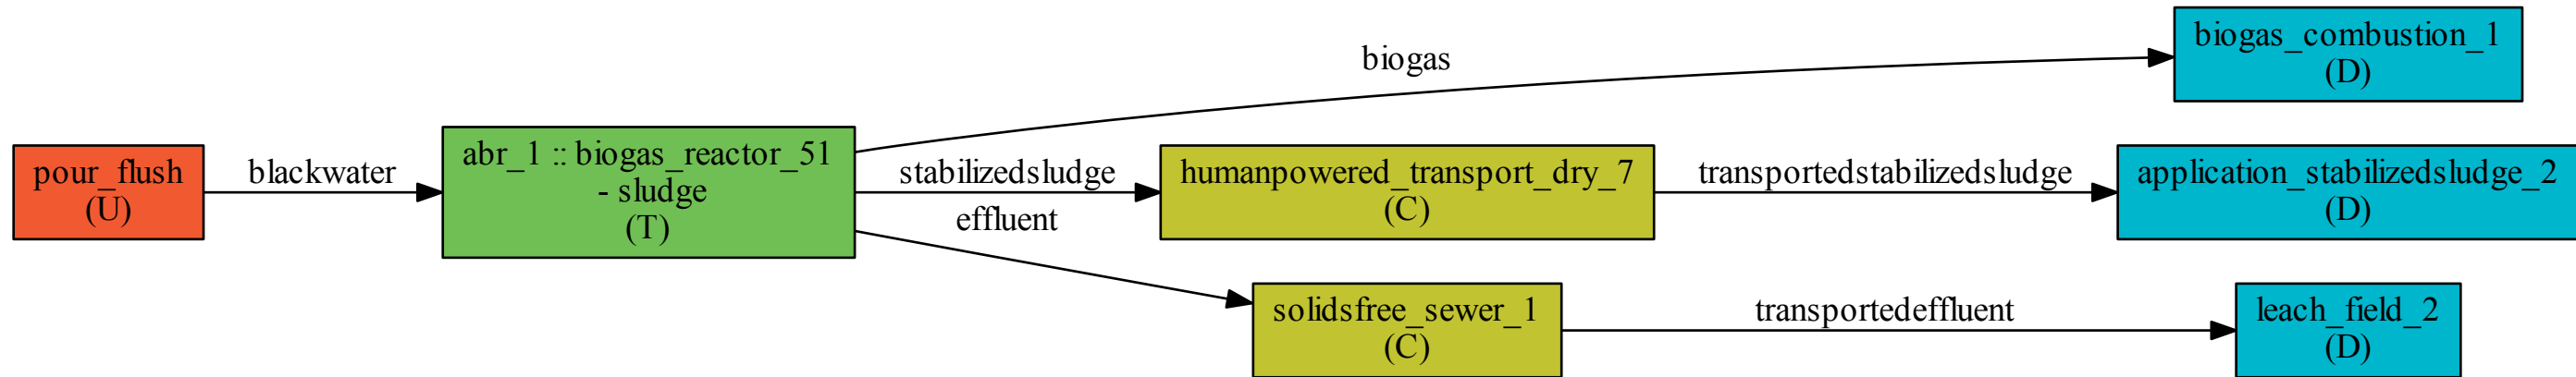 pour_flush
(U)
blackwater
abr_1 :: biogas_reactor_51
- sludge
(T)
biogas
stabilizedsludge
effluent
humanpowered_transport_dry_7
(C)
solidsfree_sewer_1
(C)
transportedstabilizedsludge
transportedeffluent
biogas_combustion_1
(D)
application_stabilizedsludge_2
(D)
leach_field_2
(D)